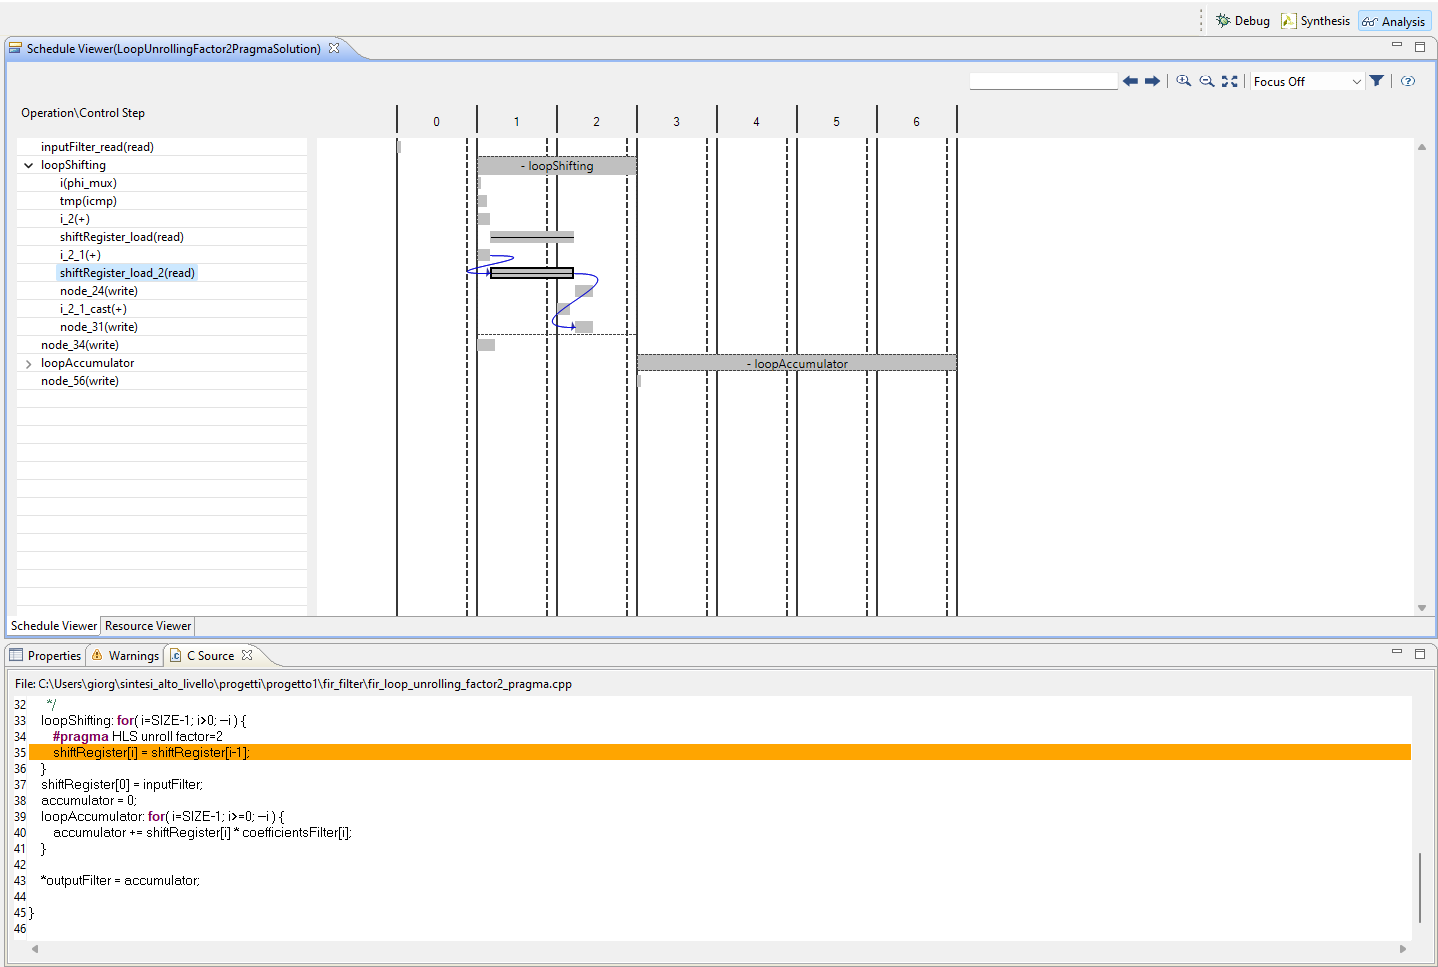 Debug Synthesis Analysis
Schedule Viewer(LoopUnrollingFactor2PragmaSolution)
Focus Off
Operation\Control Step
0 1 2 3 4 5 6
inputFilter_read(read)
loopShifting
- loopShifting
i(phi_mux)
tmp(icmp)
i_2(+)
shiftRegister_load(read)
i_2_1(+)
shiftRegister_load_2(read)
node_24(write)
i_2_1_cast(+)
node_31(write)
node_34(write)
loopAccumulator
- loopAccumulator
node_56(write)
Schedule Viewer Resource Viewer
Properties Warnings C Source
File: C:\Users\giorg\sintesi_alto_livello\progetti\progetto1\fir_filter\fir_loop_unrolling_factor2_pragma.cpp
32 */
33 loopShifting: for( i=SIZE-1; i>0; --i ) {
34 #pragma HLS unroll factor=2
35 shiftRegister[i] = shiftRegister[i-1];
36 }
37 shiftRegister[0] = inputFilter;
38 accumulator = 0;
39 loopAccumulator: for( i=SIZE-1; i>=0; --i ) {
40 accumulator += shiftRegister[i] * coefficientsFilter[i];
41 }
42
43 *outputFilter = accumulator;
44
45 }
46